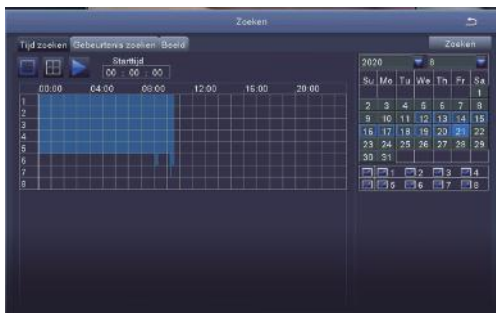 Zoeken
Tijd zoeken Gebeurtenis zoeken Beeld
Zoeken
Starttijd
00 : 00 : 00
00:00 04:00 08:00 12:00 16:00 20:00
1
2
3
4
5
6
7
8
2020 8
Su Mo Tu We Th Fr Sa
1
2 3 4 5 6 7 8
9 10 11 12 13 14 15
16 17 18 19 20 21 22
23 24 25 26 27 28 29
30 31
1 2 3 4
5 6 7 8